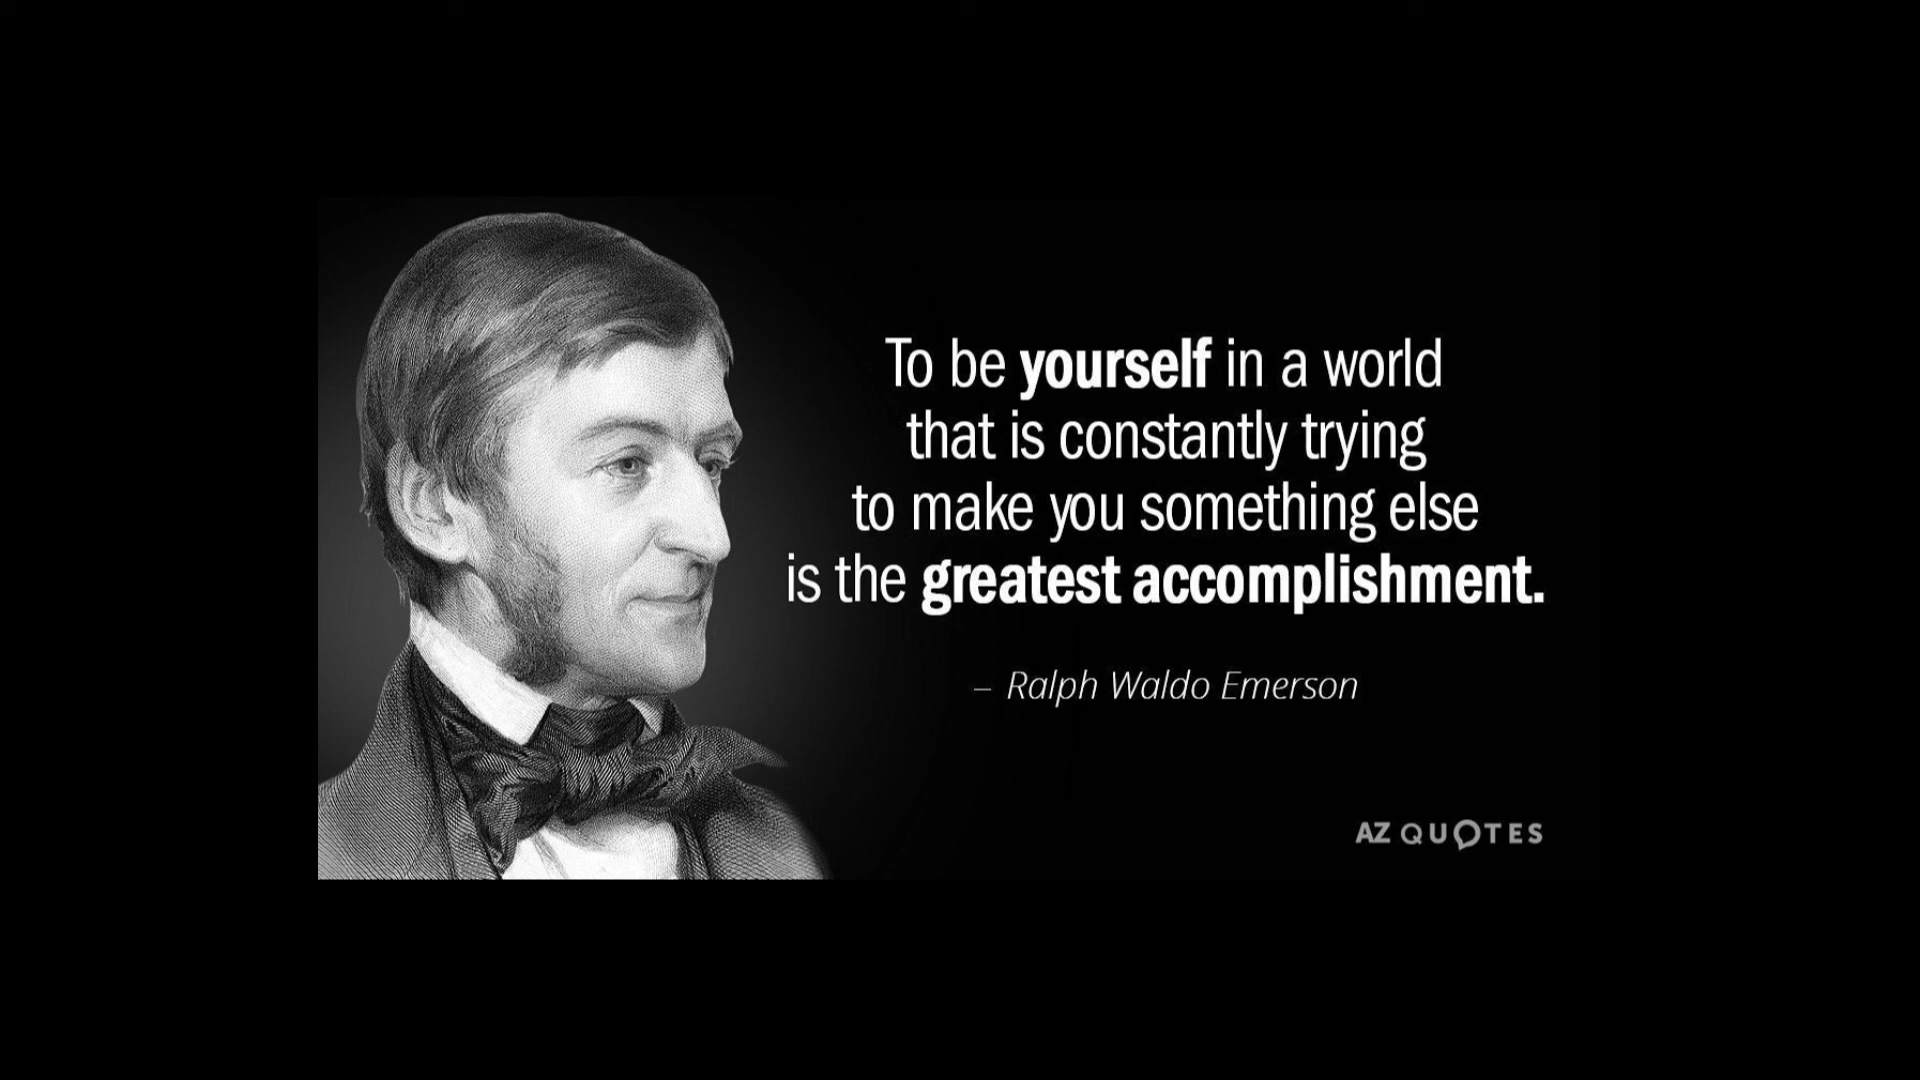 To be yourself in a world
that is constantly trying
to make you something else
is the greatest accomplishment.
– Ralph Waldo Emerson
AZ QUOTES